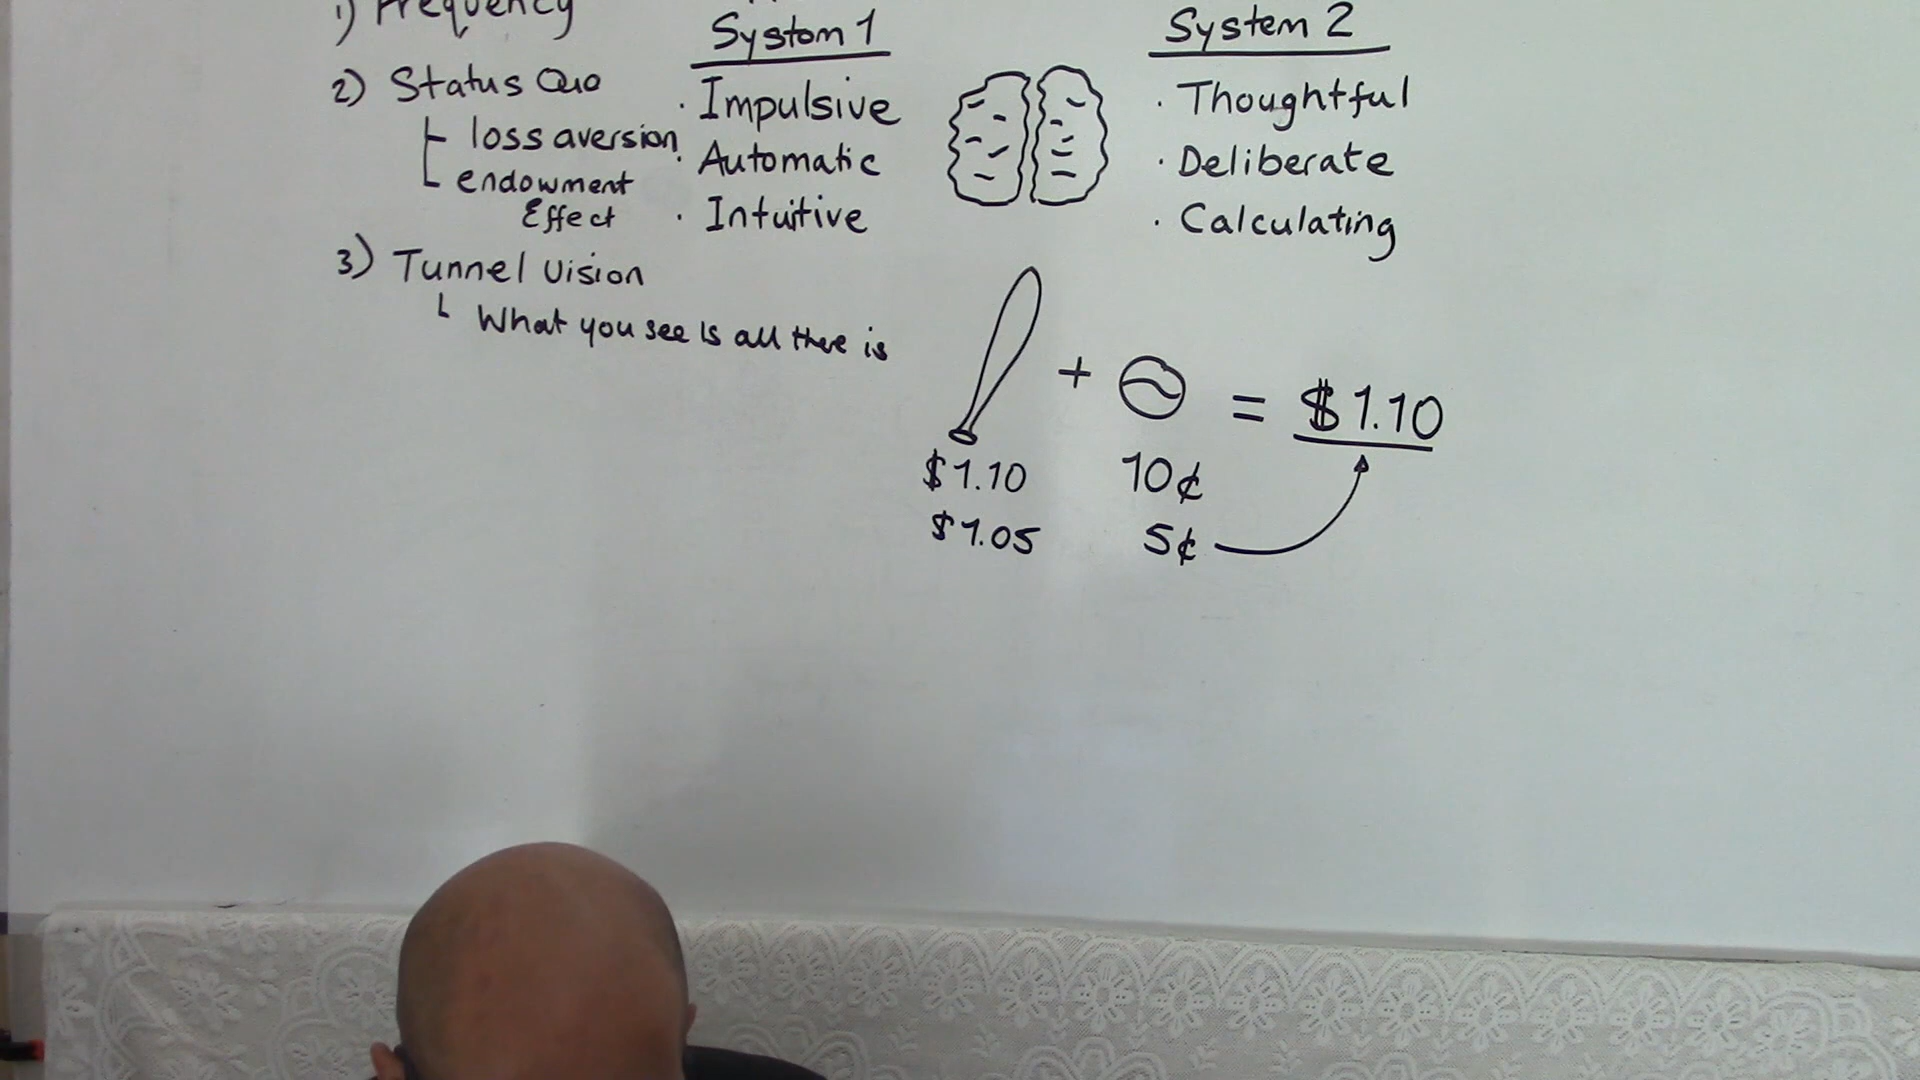 1) Frequency
2) Status Quo
loss aversion
endowment
Effect
3) Tunnel Vision
What you see is all there is
System 1
· Impulsive
· Automatic
· Intuitive
System 2
· Thoughtful
· Deliberate
· Calculating
+ = $1.10
$1.10 10¢
$1.05 5¢